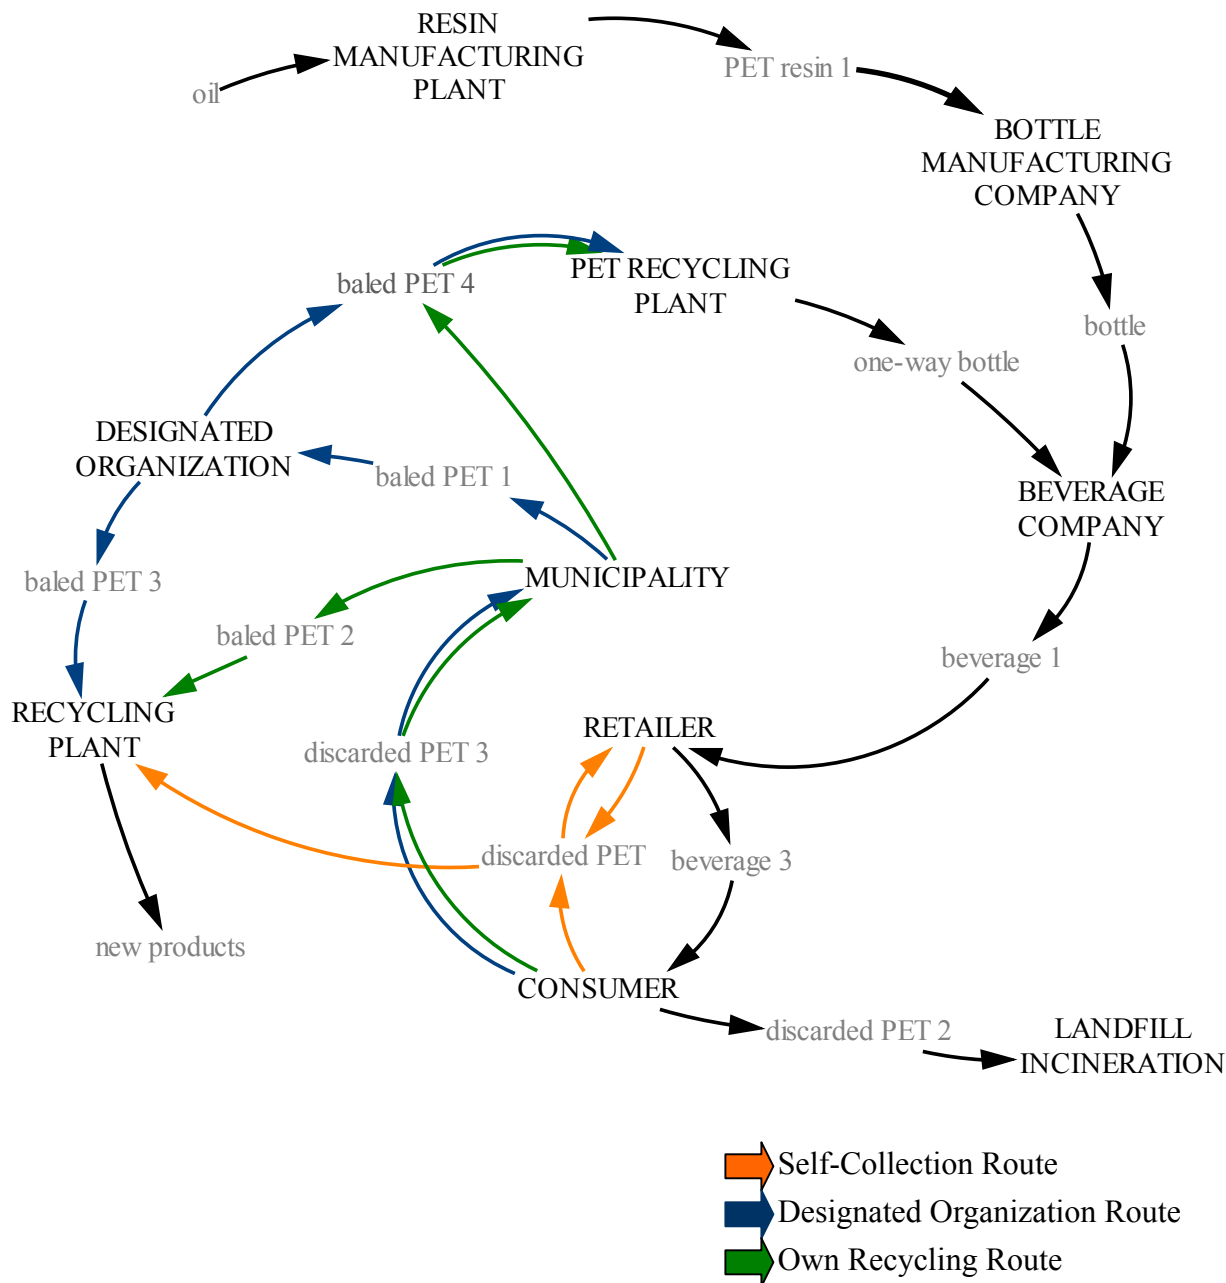 RESIN
MANUFACTURING
PLANT
oil
PET resin 1
BOTTLE
MANUFACTURING
COMPANY
baled PET 4
PET RECYCLING
PLANT
bottle
one-way bottle
DESIGNATED
ORGANIZATION
baled PET 1
BEVERAGE
COMPANY
baled PET 3
MUNICIPALITY
baled PET 2
beverage 1
RECYCLING
PLANT
RETAILER
discarded PET 3
discarded PET
beverage 3
new products
CONSUMER
discarded PET 2
LANDFILL
INCINERATION
Self-Collection Route
Designated Organization Route
Own Recycling Route